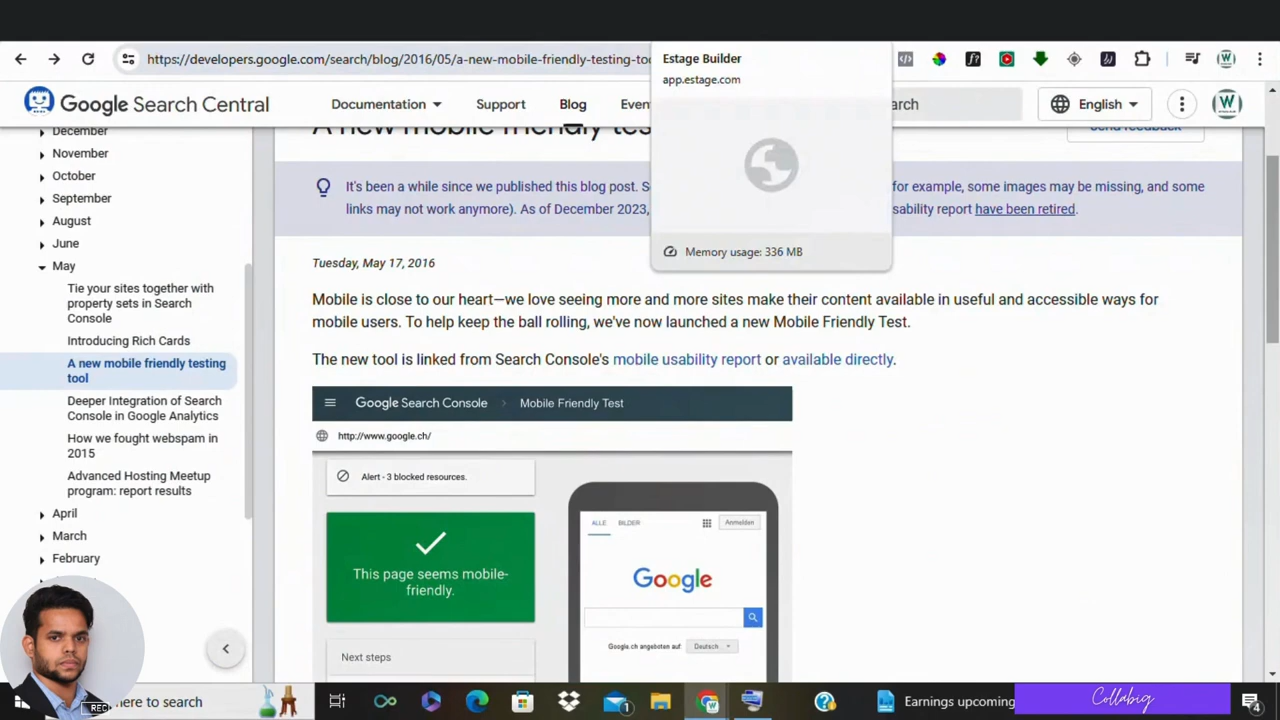 https://developers.google.com/search/blog/2016/05/a-new-mobile-friendly-testing-to
Estage Builder
app.estage.com
Memory usage: 336 MB
Google Search Central
Documentation
Support
Blog
English
December
November
October
September
August
June
May
Tie your sites together with
property sets in Search
Console
Introducing Rich Cards
A new mobile friendly testing
tool
Deeper Integration of Search
Console in Google Analytics
How we fought webspam in
2015
Advanced Hosting Meetup
program: report results
April
March
February
A new mobile friendly tes
Send feedback
It's been a while since we published this blog post. S
for example, some images may be missing, and some
links may not work anymore). As of December 2023,
have been retired.
Tuesday, May 17, 2016
Mobile is close to our heart—we love seeing more and more sites make their content available in useful and accessible ways for
mobile users. To help keep the ball rolling, we've now launched a new Mobile Friendly Test.
The new tool is linked from Search Console's mobile usability report or available directly.
Google Search Console > Mobile Friendly Test
http://www.google.ch/
Alert - 3 blocked resources.
This page seems mobile-
friendly.
Next steps
ALLE BILDER Anmelden
Google
Google.ch angeboten auf: Deutsch
REC
here to search
1
Earnings upcoming
Collabig
4